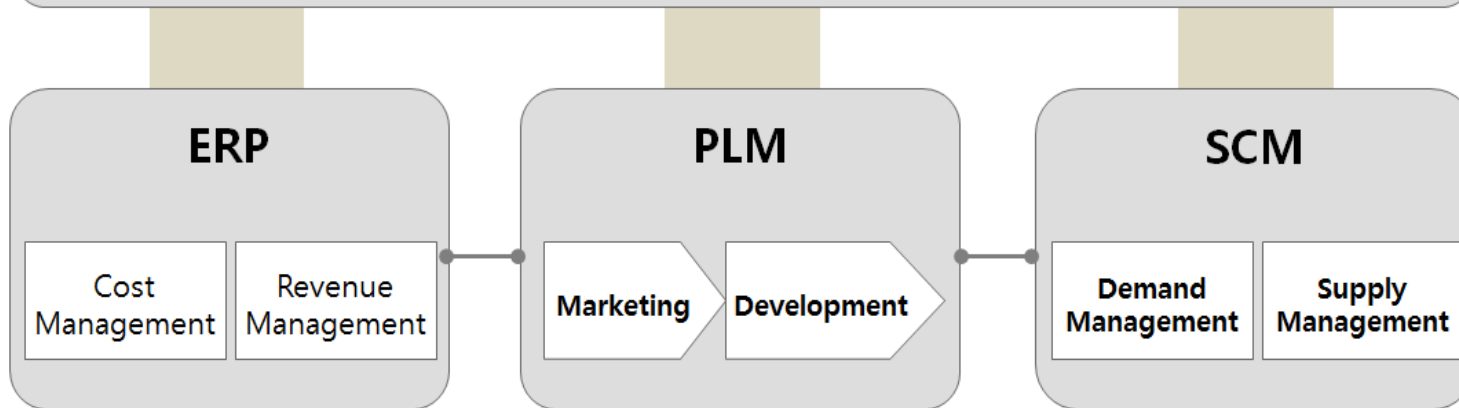 ERP
Cost
Management
Revenue
Management
PLM
Marketing
Development
SCM
Demand
Management
Supply
Management